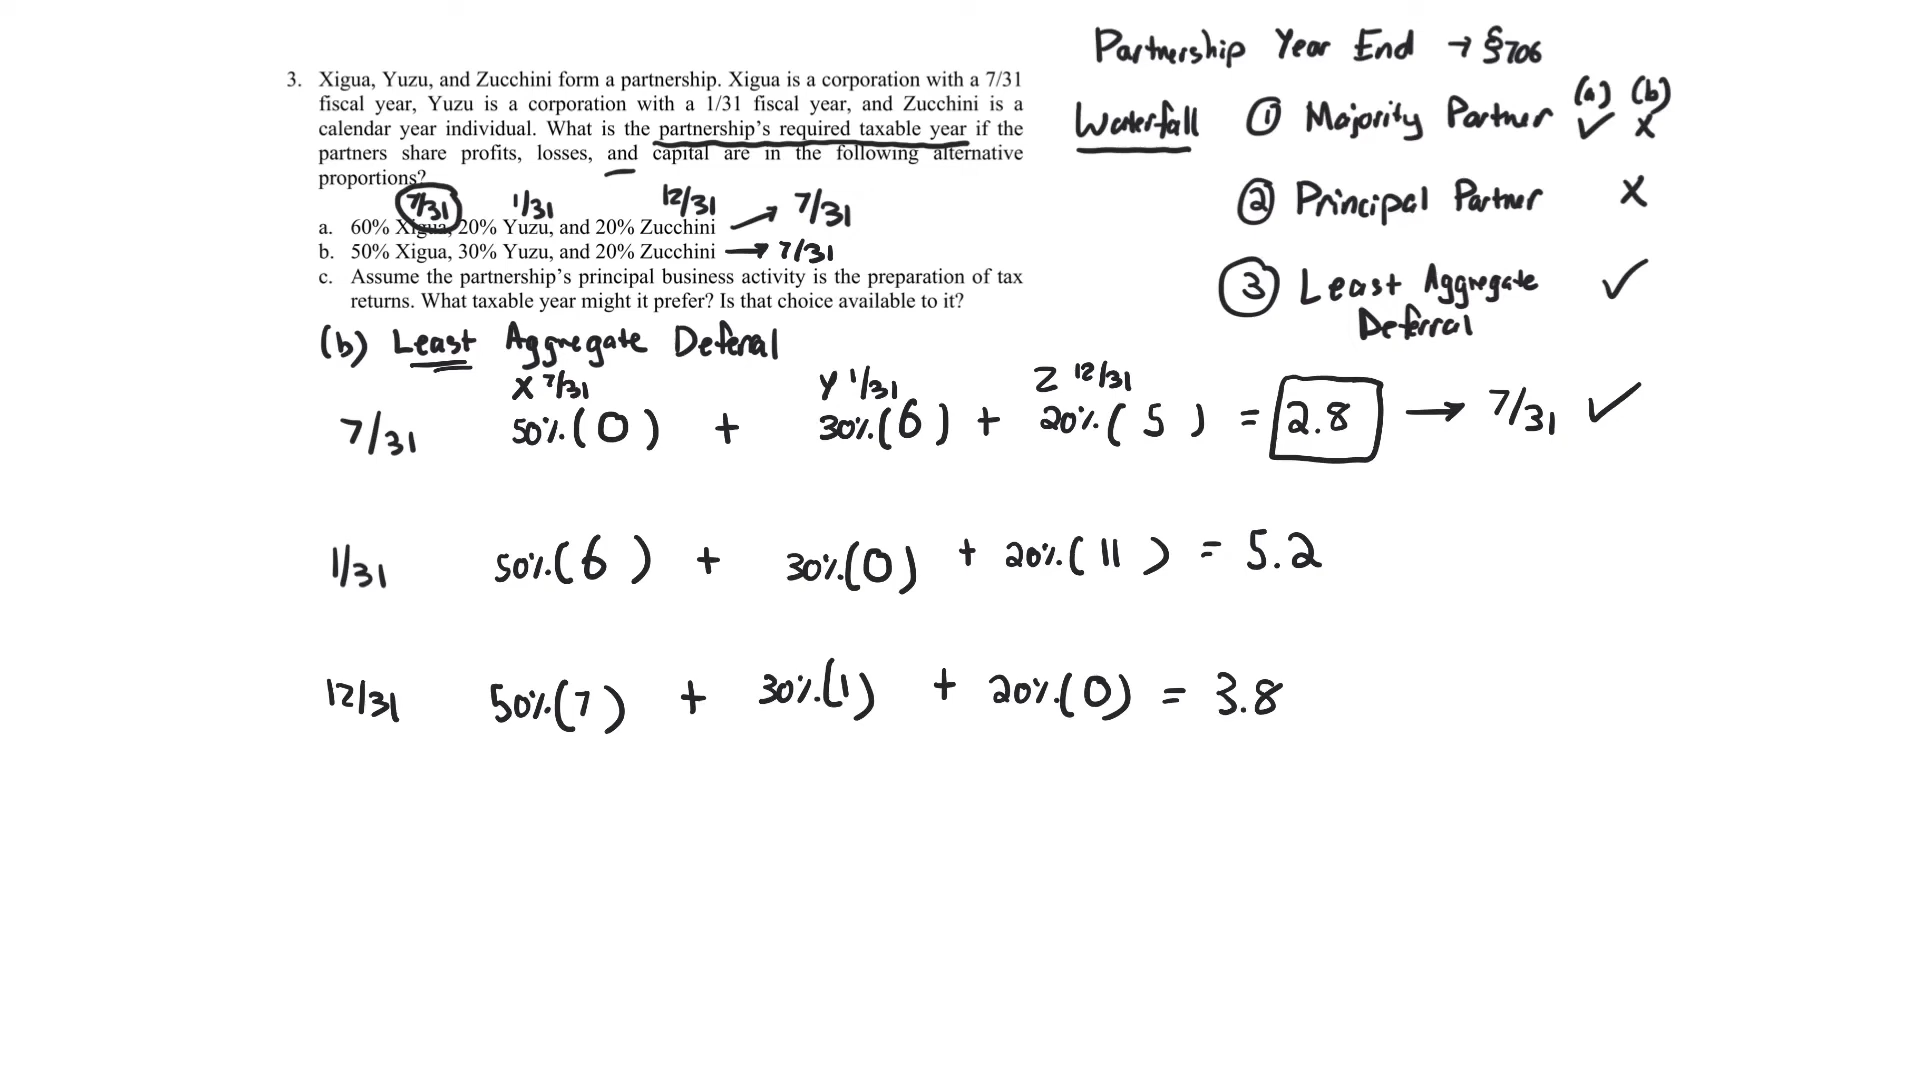 Partnership Year End → §706
3. Xigua, Yuzu, and Zucchini form a partnership. Xigua is a corporation with a 7/31
fiscal year, Yuzu is a corporation with a 1/31 fiscal year, and Zucchini is a
calendar year individual. What is the partnership's required taxable year if the
partners share profits, losses, and capital are in the following alternative
proportions?
(a) (b)
Waterfall ① Majority Partner ✓ X
② Principal Partner X
③ Least Aggregate ✓
Deferral
7/31 1/31 12/31
a. 60% Xigua, 20% Yuzu, and 20% Zucchini → 7/31
b. 50% Xigua, 30% Yuzu, and 20% Zucchini → 7/31
c. Assume the partnership's principal business activity is the preparation of tax
returns. What taxable year might it prefer? Is that choice available to it?
(b) Least Aggregate Deferral
X 7/31 Y 1/31 Z 12/31
7/31 50%(0) + 30%(6) + 20%(5) = 2.8 → 7/31 ✓
1/31 50%(6) + 30%(0) + 20%(11) = 5.2
12/31 50%(7) + 30%(1) + 20%(0) = 3.8